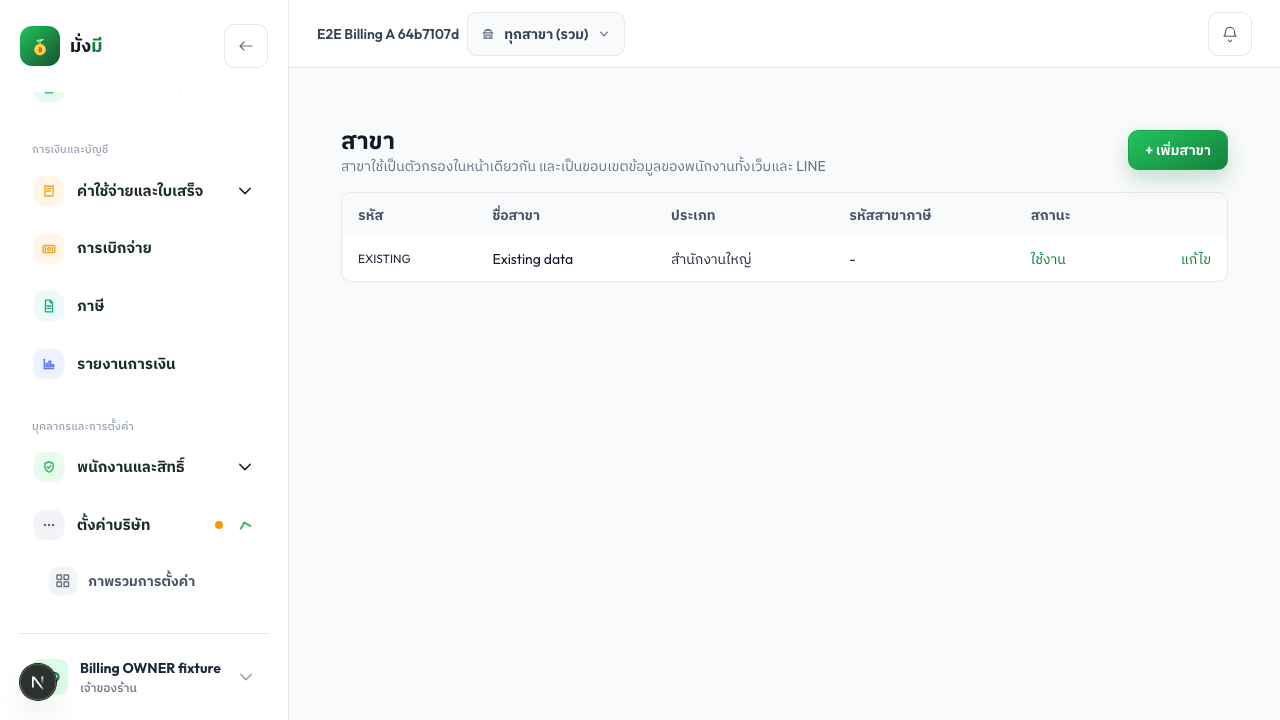 มั่งมี
การเงินและบัญชี
ค่าใช้จ่ายและใบเสร็จ
การเบิกจ่าย
ภาษี
รายงานการเงิน
บุคลากรและการตั้งค่า
พนักงานและสิทธิ์
ตั้งค่าบริษัท
ภาพรวมการตั้งค่า
Billing OWNER fixture
เจ้าของร้าน
N
E2E Billing A 64b7107d
ทุกสาขา (รวม)
สาขา
สาขาใช้เป็นตัวกรองในหน้าเดียวกัน และเป็นขอบเขตข้อมูลของพนักงานทั้งเว็บและ LINE
+ เพิ่มสาขา
รหัส ชื่อสาขา ประเภท รหัสสาขาภาษี สถานะ
EXISTING Existing data สำนักงานใหญ่ - ใช้งาน แก้ไข